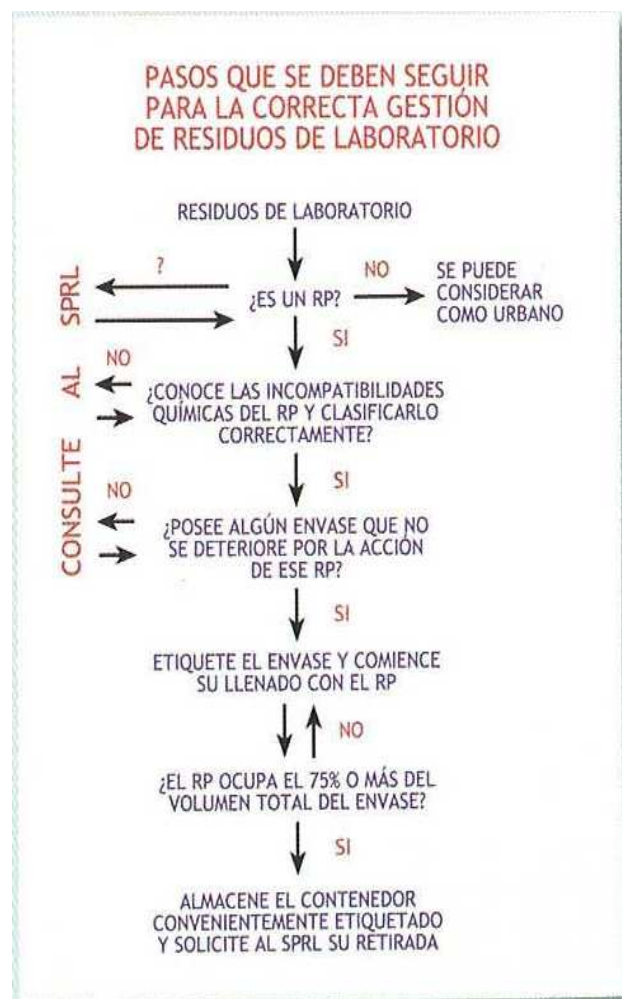 PASOS QUE SE DEBEN SEGUIR
PARA LA CORRECTA GESTIÓN
DE RESIDUOS DE LABORATORIO
RESIDUOS DE LABORATORIO
?
¿ES UN RP?
NO
SE PUEDE
CONSIDERAR
COMO URBANO
SI
CONSULTE AL SPRL
NO
¿CONOCE LAS INCOMPATIBILIDADES
QUÍMICAS DEL RP Y CLASIFICARLO
CORRECTAMENTE?
SI
NO
¿POSEE ALGÚN ENVASE QUE NO
SE DETERIORE POR LA ACCIÓN
DE ESE RP?
SI
ETIQUETE EL ENVASE Y COMIENCE
SU LLENADO CON EL RP
NO
¿EL RP OCUPA EL 75% O MÁS DEL
VOLUMEN TOTAL DEL ENVASE?
SI
ALMACENE EL CONTENEDOR
CONVENIENTEMENTE ETIQUETADO
Y SOLICITE AL SPRL SU RETIRADA